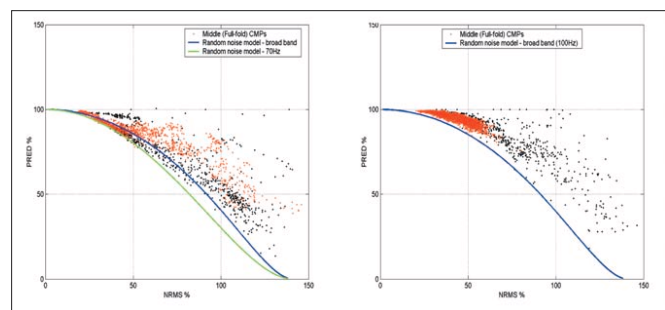 Middle (Full-fold) CMPs
Random noise model - broad band
Random noise model - 70Hz
150
100
50
0
PRED %
0
50
100
150
NRMS %
Middle (Full-fold) CMPs
Random noise model - broad band (100Hz)
150
100
50
0
PRED %
0
50
100
150
NRMS %